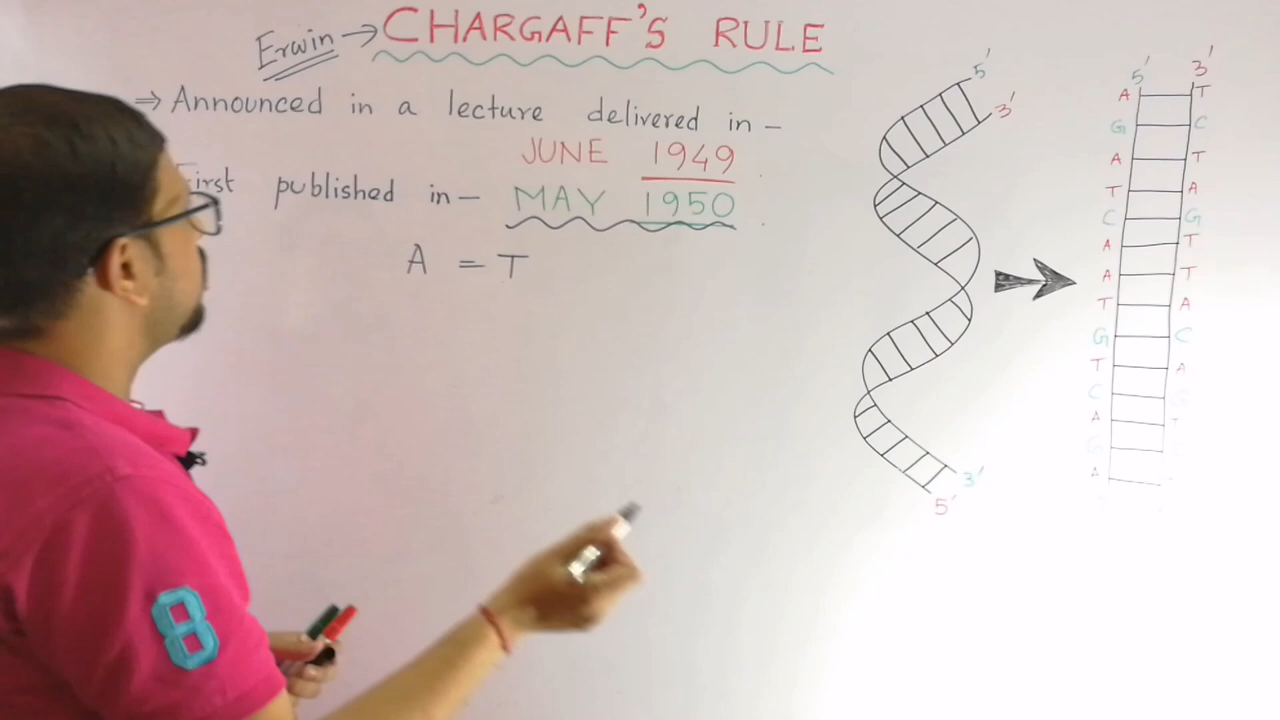 Erwin → CHARGAFF'S RULE
⇒ Announced in a lecture delivered in –
JUNE 1949
First published in – MAY 1950
A = T
5'
3'
3'
5'
5' 3'
A T
G C
A T
T A
C G
A T
A T
T A
G C
T A
C G
A T
G C
A
8